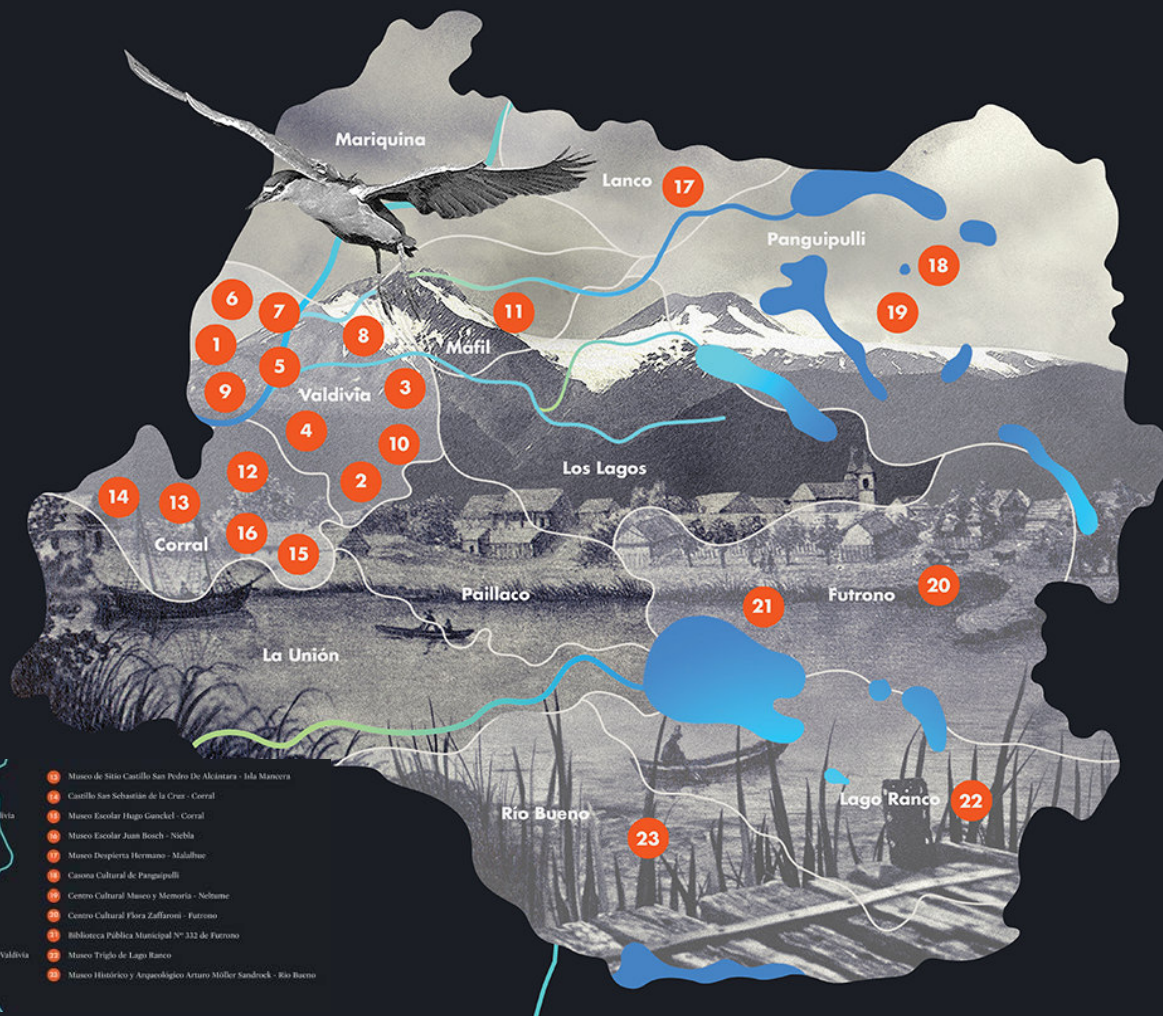 Mariquina
Lanco
17
Panguipulli
18
6
7
19
11
8
1
Máfil
5
9
Valdivia
3
4
10
Los Lagos
12
2
14
13
16
Corral
15
20
Paillaco
Futrono
21
La Unión
Lago Ranco
22
Río Bueno
23
13 Museo de Sitio Castillo San Pedro De Alcántara - Isla Mancera
14 Castillo San Sebastián de la Cruz - Corral
15 Museo Escolar Hugo Gunckel - Corral
16 Museo Escolar Juan Bosch - Niebla
17 Museo Despierta Hermano - Malalhue
18 Casona Cultural de Panguipulli
19 Centro Cultural Museo y Memoria - Neltume
20 Centro Cultural Flora Zaffaroni - Futrono
21 Biblioteca Pública Municipal N° 332 de Futrono
Valdivia
22 Museo Triglo de Lago Ranco
23 Museo Histórico y Arqueológico Arturo Möller Sandrock - Río Bueno